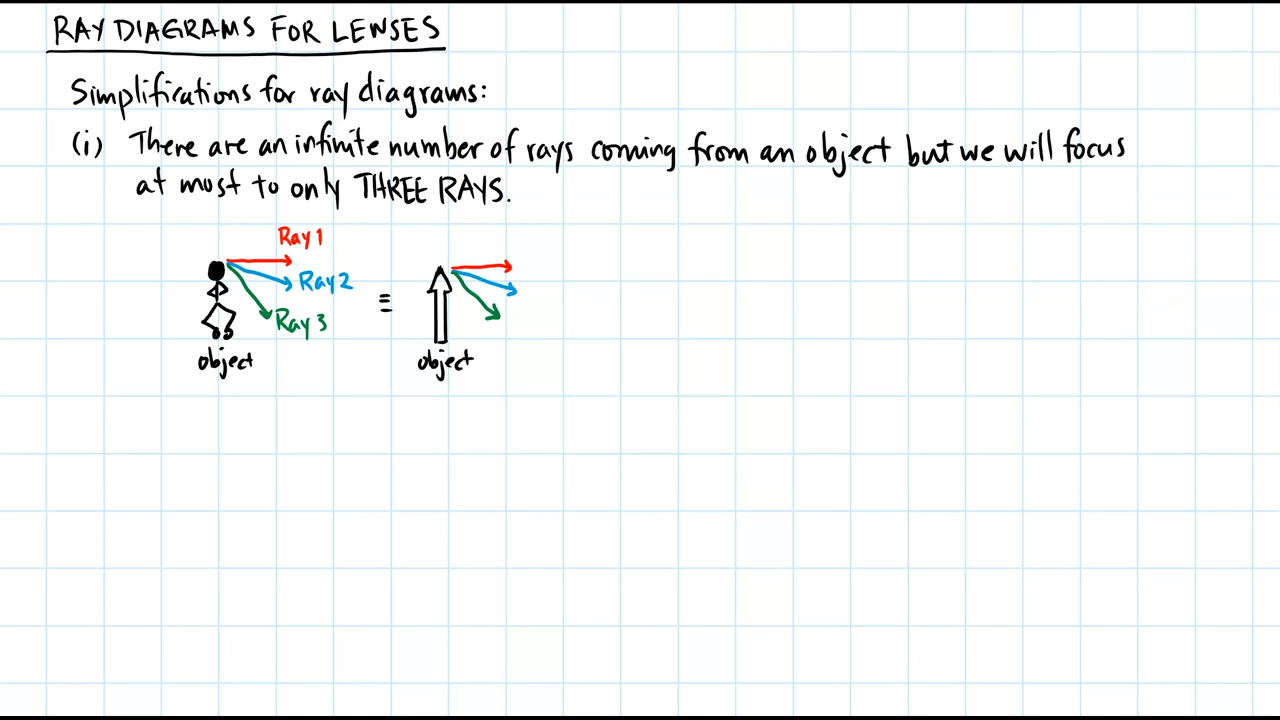 RAY DIAGRAMS FOR LENSES
Simplifications for ray diagrams:
(i) There are an infinite number of rays coming from an object but we will focus
at most to only THREE RAYS.
Ray 1
Ray 2
Ray 3
≡
object
object